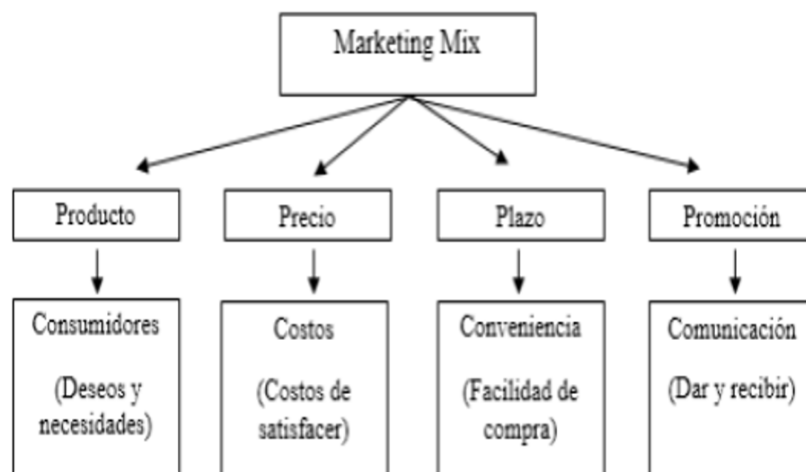 Marketing Mix
Producto
Precio
Plazo
Promoción
Consumidores
(Deseos y
necesidades)
Costos
(Costos de
satisfacer)
Conveniencia
(Facilidad de
compra)
Comunicación
(Dar y recibir)